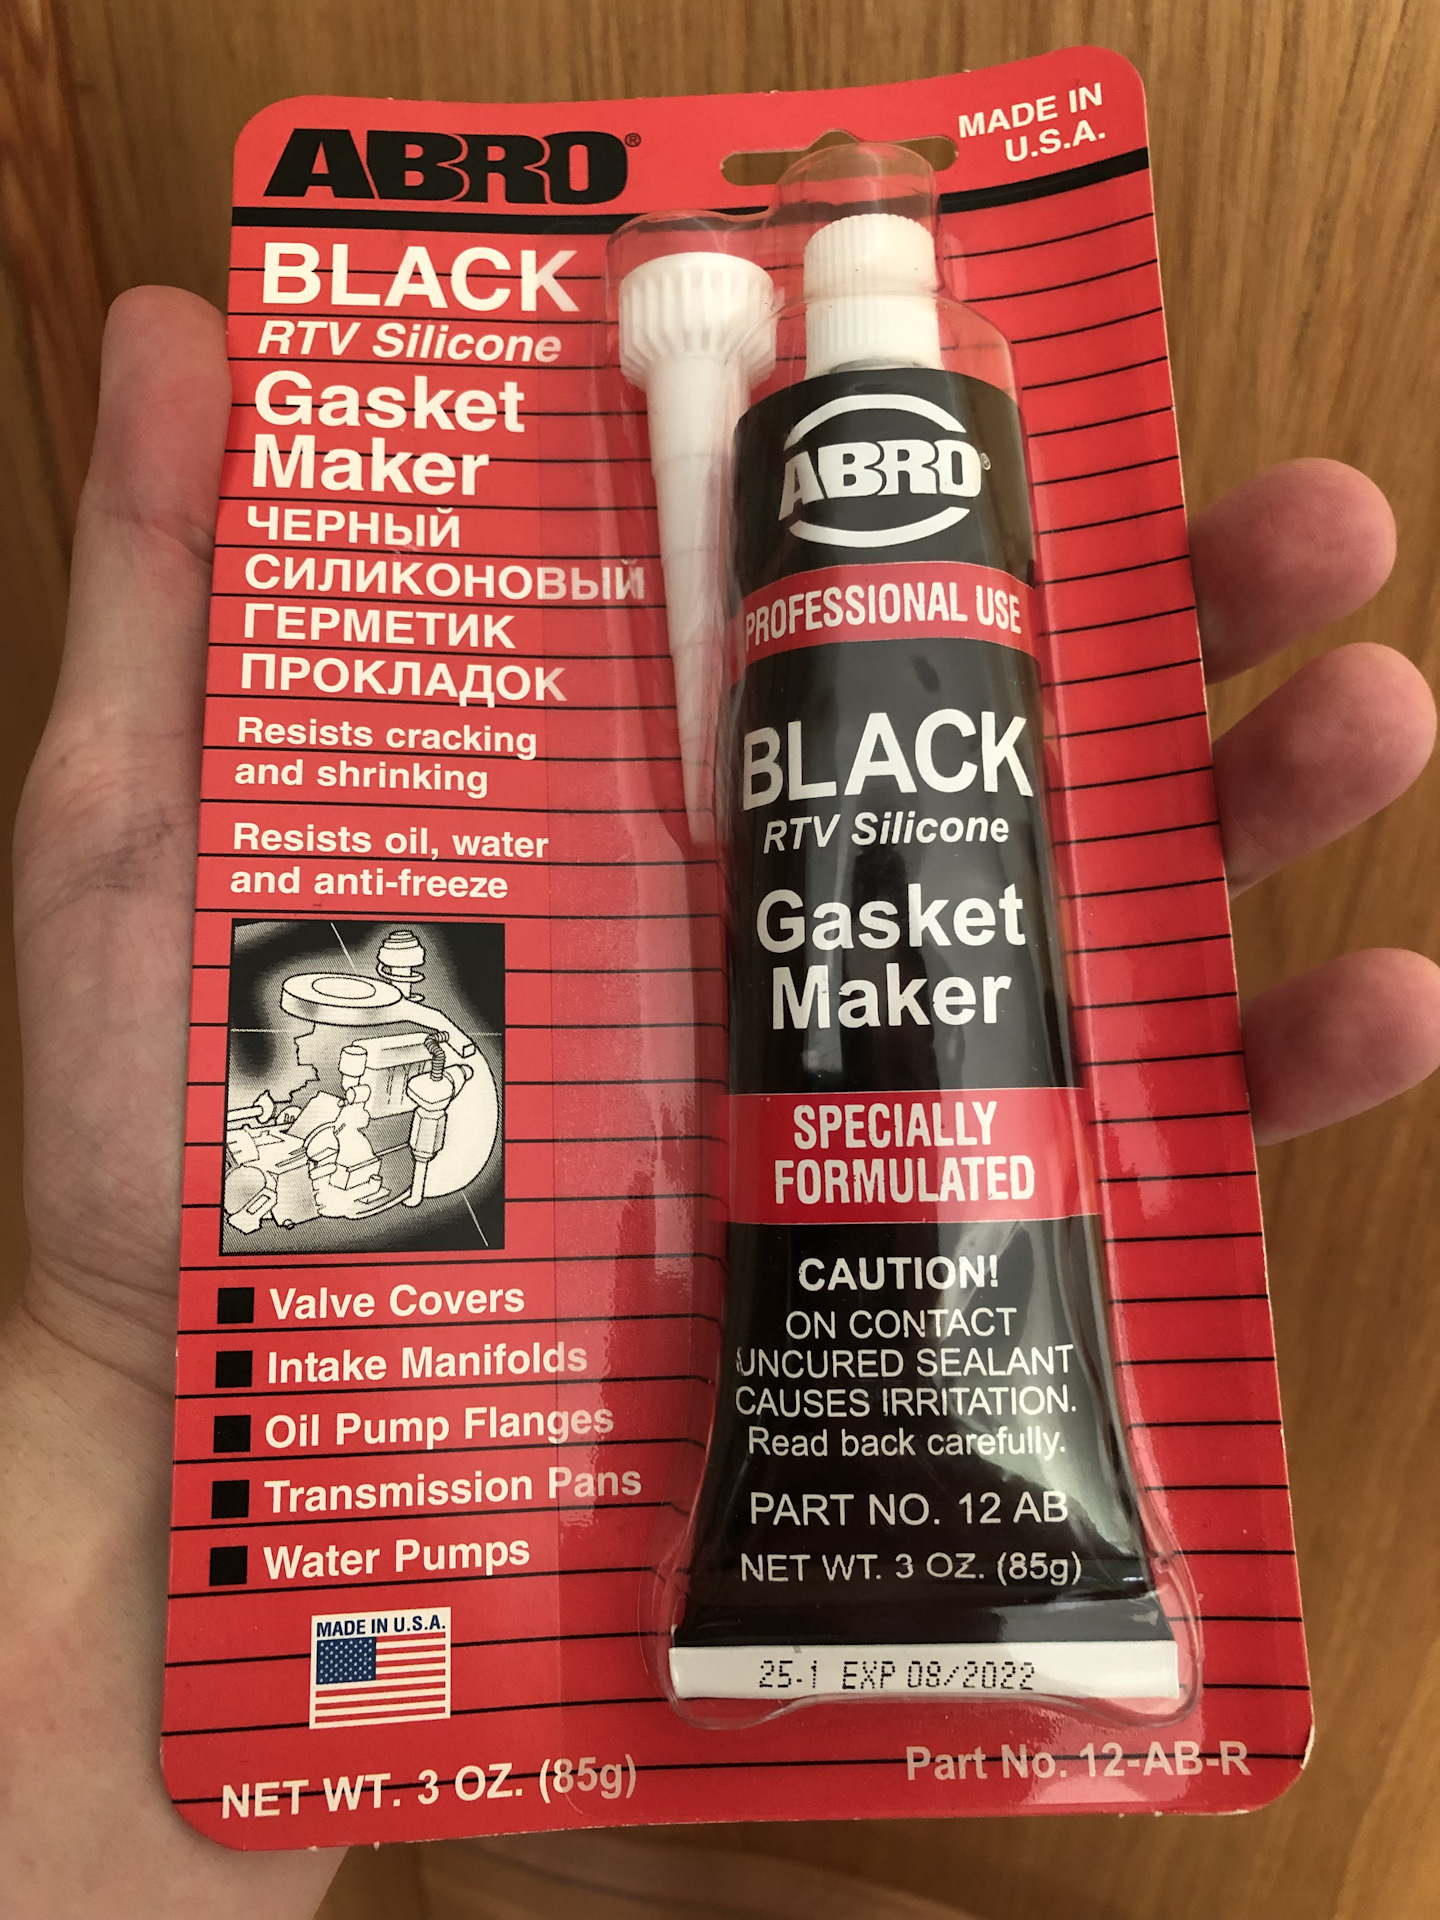 ABRO®
MADE IN
U.S.A.
BLACK
RTV Silicone
Gasket
Maker
ЧЕРНЫЙ
СИЛИКОНОВЫЙ
ГЕРМЕТИК
ПРОКЛАДОК
Resists cracking
and shrinking
Resists oil, water
and anti-freeze
Valve Covers
Intake Manifolds
Oil Pump Flanges
Transmission Pans
Water Pumps
MADE IN U.S.A.
NET WT. 3 OZ. (85g)
ABRO®
PROFESSIONAL USE
BLACK
RTV Silicone
Gasket
Maker
SPECIALLY
FORMULATED
CAUTION!
ON CONTACT
UNCURED SEALANT
CAUSES IRRITATION.
Read back carefully.
PART NO. 12 AB
NET WT. 3 OZ. (85g)
25-1 EXP 08/2022
Part No. 12-AB-R